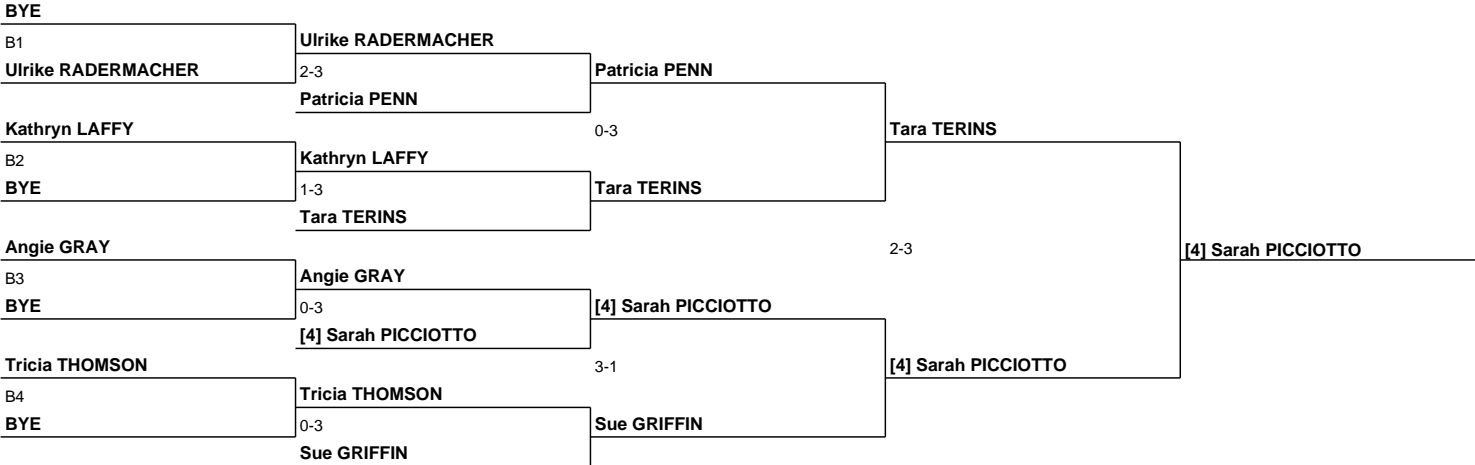 BYE
B1
Ulrike RADERMACHER
Ulrike RADERMACHER
2-3
Patricia PENN
Patricia PENN
Kathryn LAFFY
0-3
Tara TERINS
B2
Kathryn LAFFY
BYE
1-3
Tara TERINS
Tara TERINS
Angie GRAY
2-3
[4] Sarah PICCIOTTO
B3
Angie GRAY
BYE
0-3
[4] Sarah PICCIOTTO
[4] Sarah PICCIOTTO
Tricia THOMSON
3-1
[4] Sarah PICCIOTTO
B4
Tricia THOMSON
BYE
0-3
Sue GRIFFIN
Sue GRIFFIN